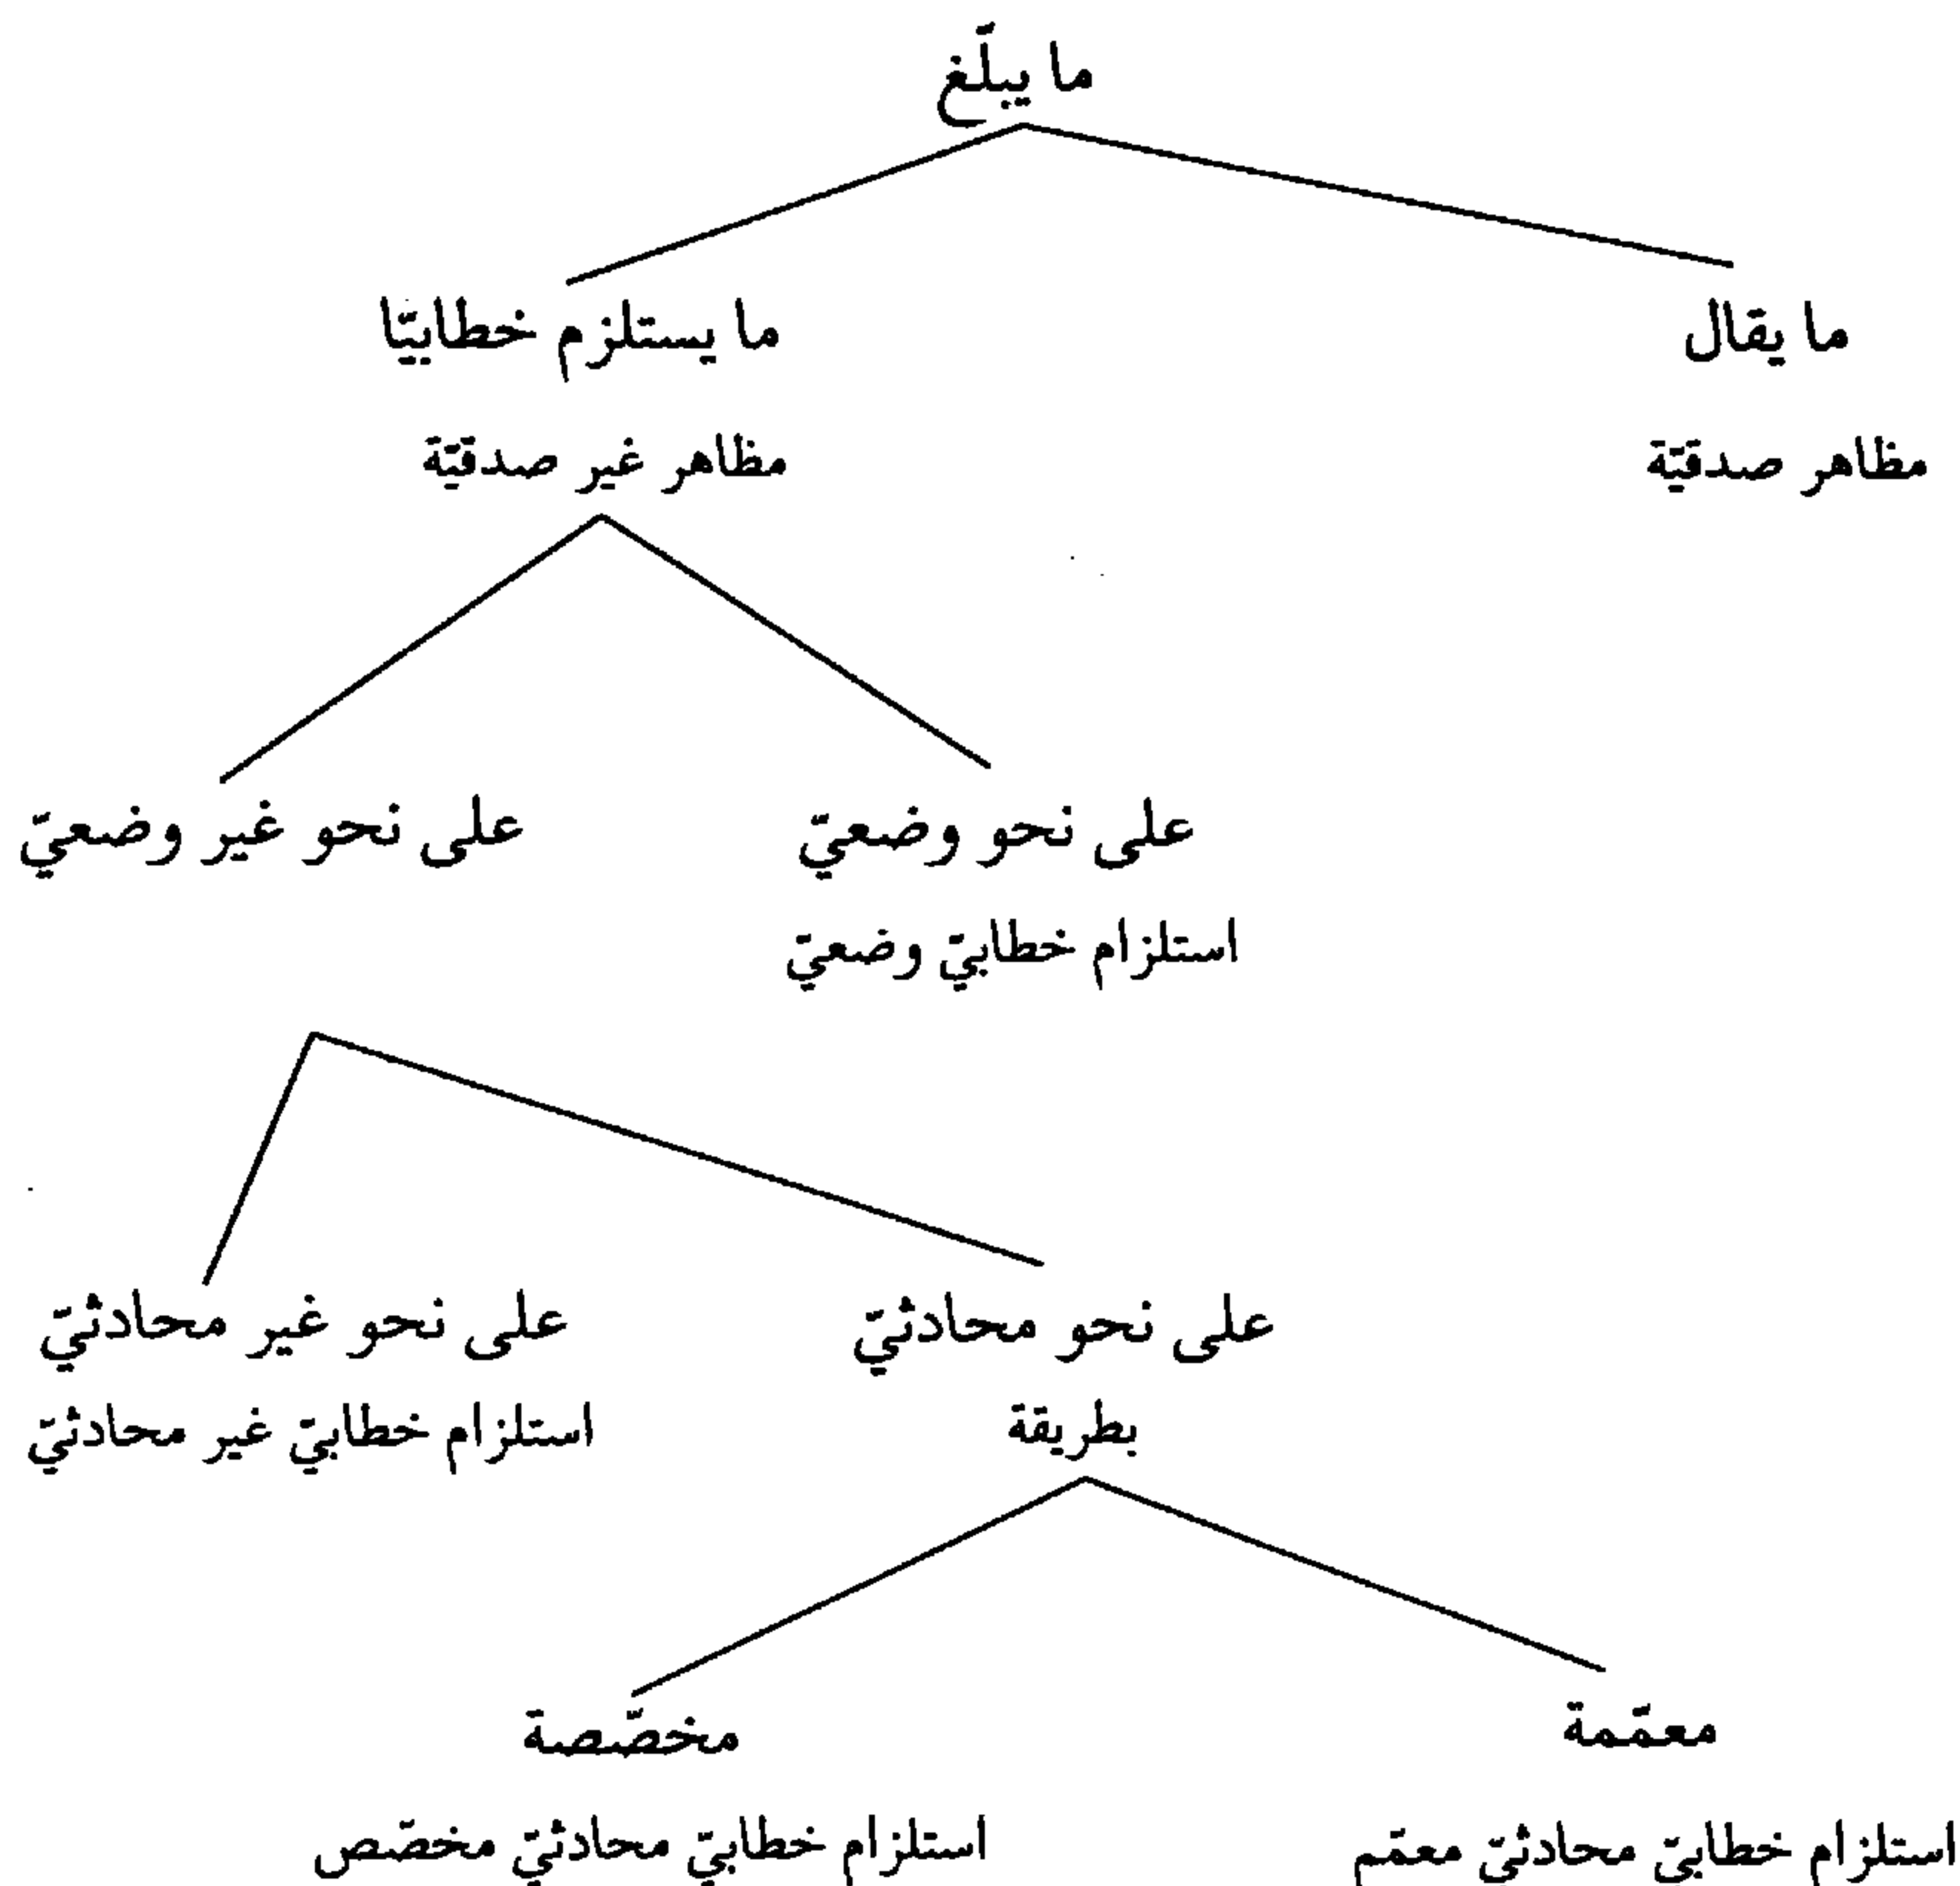 ما يبلّغ
ما يقال
ما يستلزم خطابيّا
مظاهر صدقيّة
مظاهر غير صدقيّة
على نحو وضعيّ
على نحو غير وضعيّ
استلزام خطابيّ وضعيّ
على نحو محادثيّ
على نحو غير محادثيّ
بطريقة
استلزام خطابيّ غير محادثيّ
معمّمة
مخصّصة
استلزام خطابيّ محادثيّ معمّم
استلزام خطابيّ محادثيّ مخصّص